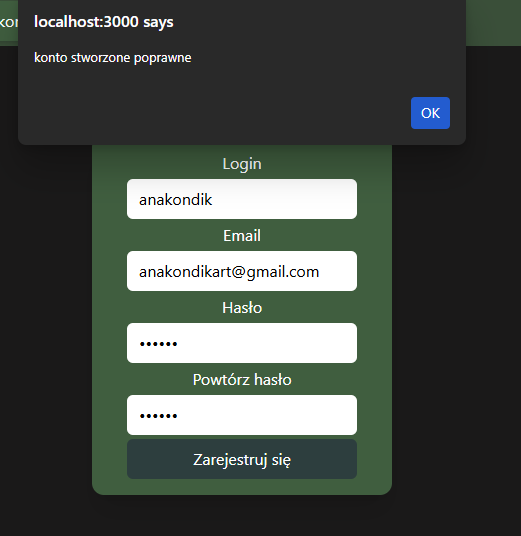 localhost:3000 says
konto stworzone poprawne
OK
Login
anakondik
Email
anakondikart@gmail.com
Hasło
••••••
Powtórz hasło
••••••
Zarejestruj się